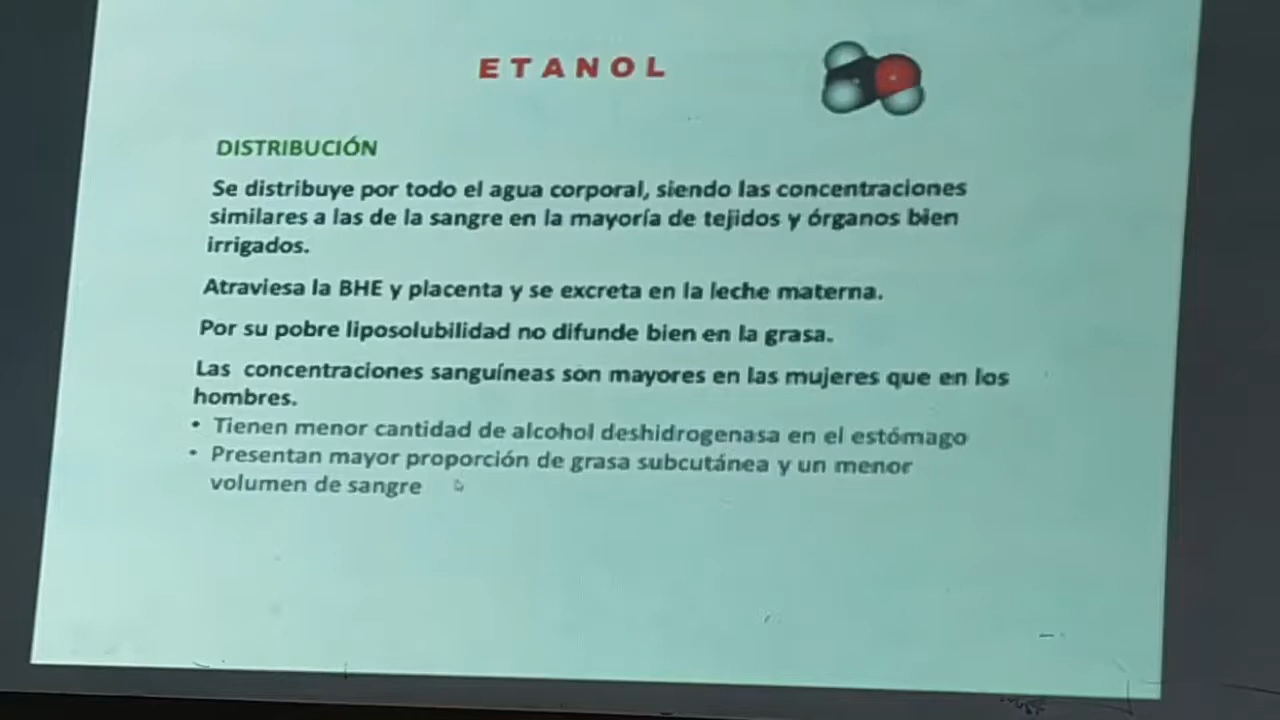 ETANOL
DISTRIBUCIÓN
Se distribuye por todo el agua corporal, siendo las concentraciones
similares a las de la sangre en la mayoría de tejidos y órganos bien
irrigados.
Atraviesa la BHE y placenta y se excreta en la leche materna.
Por su pobre liposolubilidad no difunde bien en la grasa.
Las concentraciones sanguíneas son mayores en las mujeres que en los
hombres.
• Tienen menor cantidad de alcohol deshidrogenasa en el estómago
• Presentan mayor proporción de grasa subcutánea y un menor
volumen de sangre